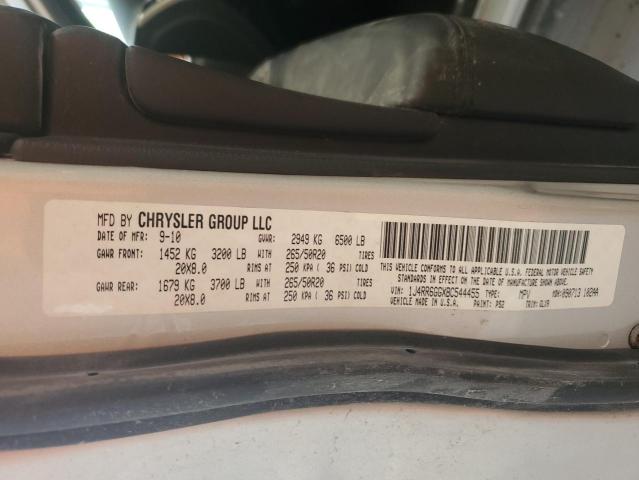 MFD BY CHRYSLER GROUP LLC
DATE OF MFR: 9-10 GVWR: 2949 KG 6500 LB
GAWR FRONT: 1452 KG 3200 LB WITH 265/50R20 TIRES
20X8.0 RIMS AT 250 KPA ( 36 PSI) COLD
GAWR REAR: 1679 KG 3700 LB WITH 265/50R20 TIRES
20X8.0 RIMS AT 250 KPA ( 36 PSI) COLD
THIS VEHICLE CONFORMS TO ALL APPLICABLE U.S.A. FEDERAL MOTOR VEHICLE SAFETY
STANDARDS IN EFFECT ON THE DATE OF MANUFACTURE SHOWN ABOVE.
VIN: 1J4RR6GGXBC544455 TYPE: MPV MDH:090713 102AA
VEHICLE MADE IN U.S.A. PAINT: PS2 TRIM: